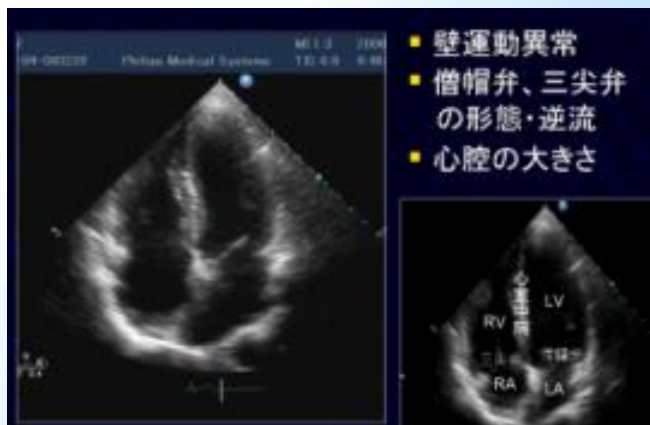 Philips Medical Systems
壁運動異常
僧帽弁、三尖弁
の形態・逆流
心腔の大きさ
心室中隔
LV
RV
RA
LA